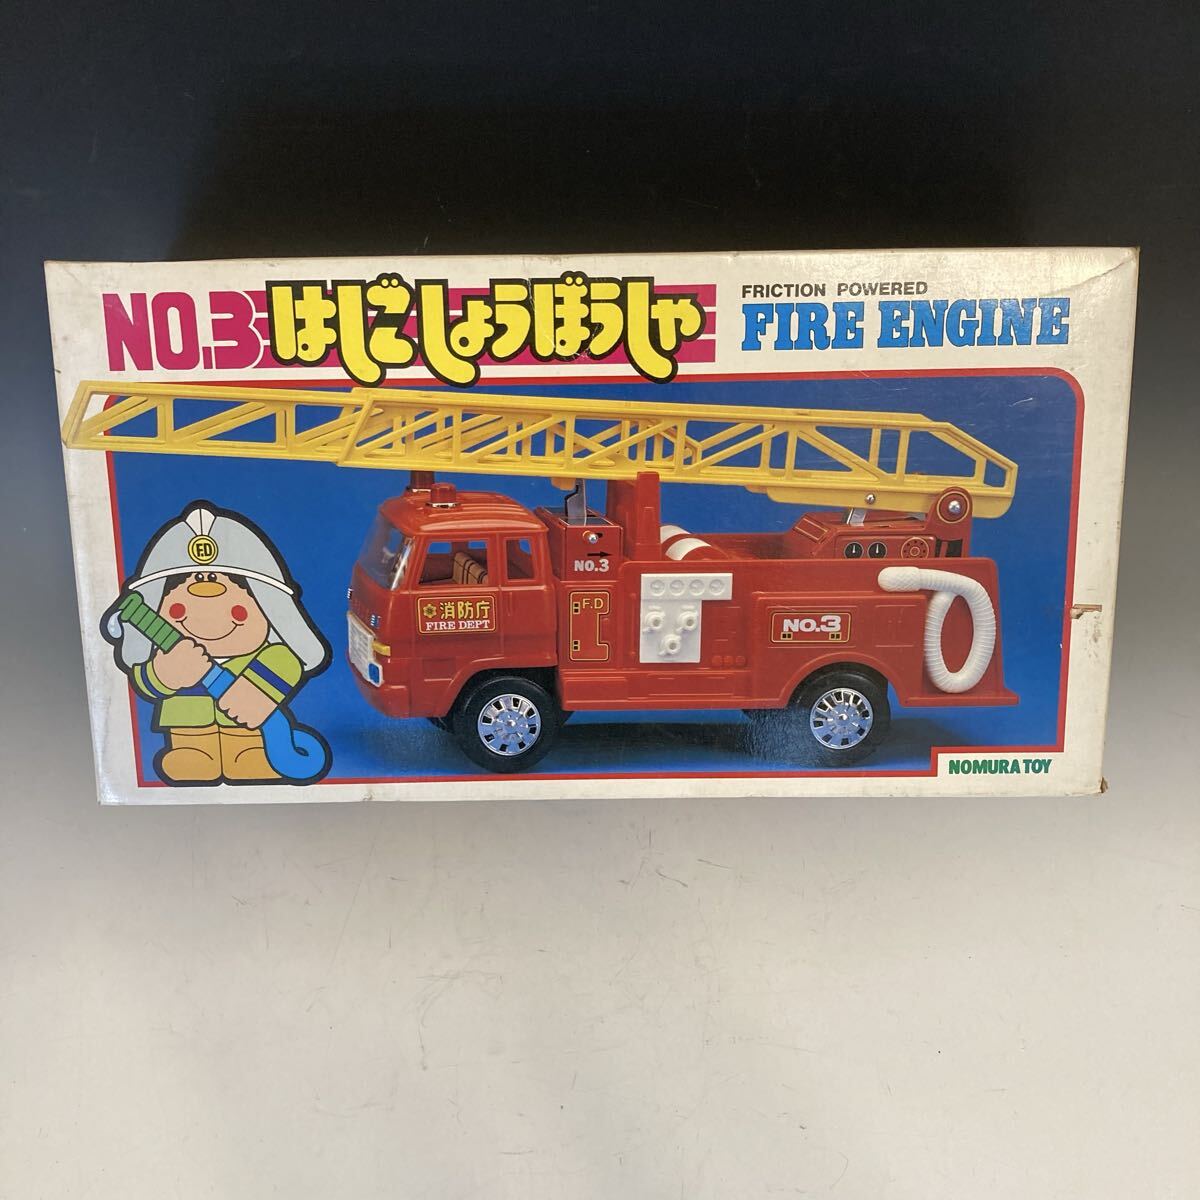 NO.3 はしごしょうぼうしゃ
FRICTION POWERED
FIRE ENGINE
F.D
NO.3
消防庁
FIRE DEPT
F.D
NO.3
NOMURA TOY